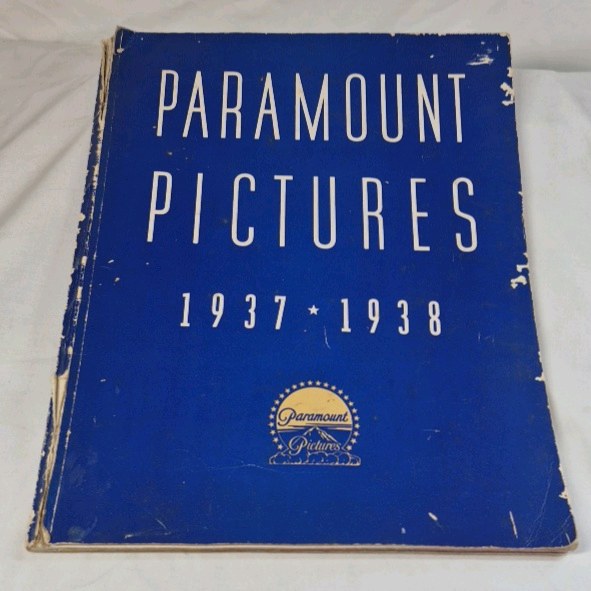 PARAMOUNT
PICTURES
1937 ★ 1938
Paramount
Pictures